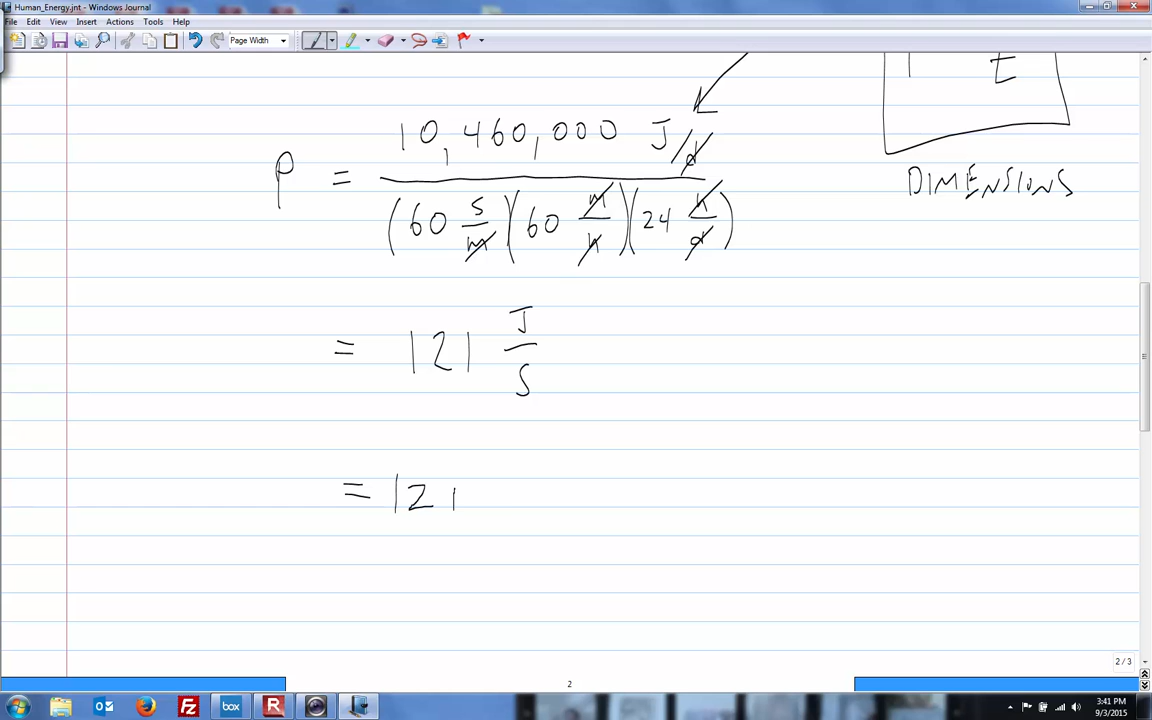 Human_Energy.jnt - Windows Journal
File Edit View Insert Actions Tools Help
Page Width
E
10,460,000 J/d
P =
(60 s/m)(60 m/h)(24 h/d)
DIMENSIONS
= 121 J/s
= 121
2/3
2
3:41 PM
9/3/2015